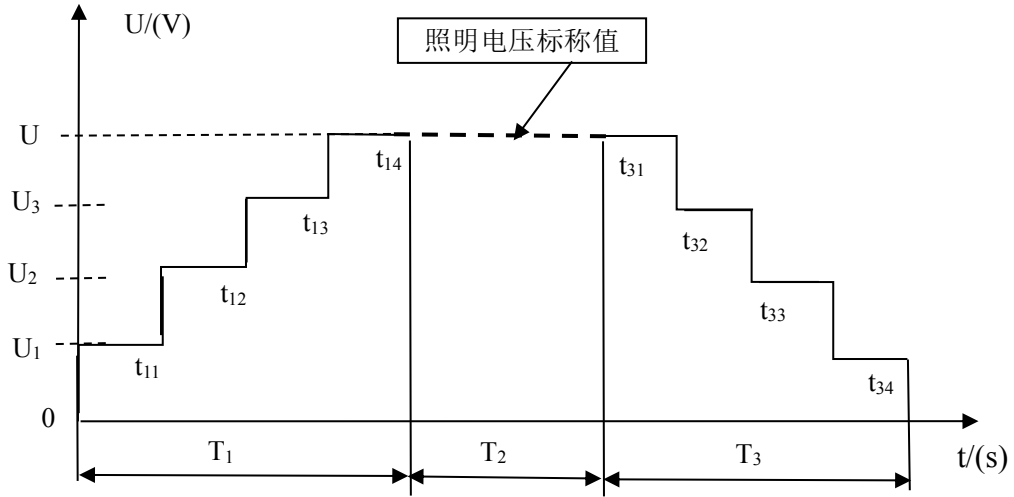 U/(V)
照明电压标称值
U
t₁₄
t₃₁
U₃
t₁₃
t₃₂
U₂
t₁₂
t₃₃
U₁
t₁₁
t₃₄
0
T₁
T₂
T₃
t/(s)